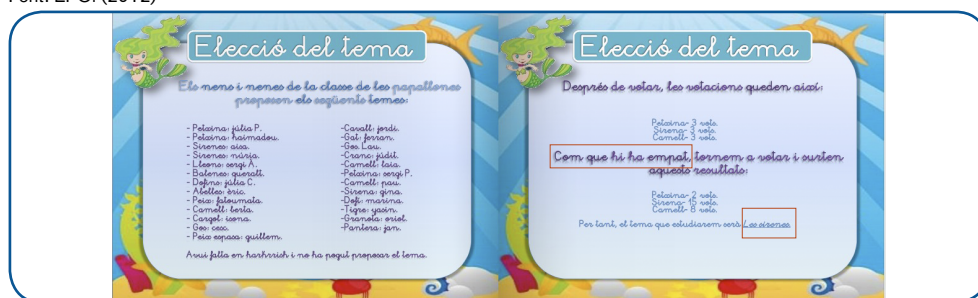 Elecció del tema
Els nens i nenes de la classe de les papallones
proposen els següents temes:
- Petxina: júlia P.
- Petxina: haimadou.
- Sirenes: aisa.
- Sirenes: núria.
- Lleons: sergi A.
- Balenes: queralt.
- Dofins: júlia C.
- Abelles: èric.
- Peix: fatoumata.
- Camell: berta.
- Cargol: ivona.
- Gos: cesc.
- Peix espasa: guillem.
-Cavall: jordi.
-Gat: ferran.
-Gos: Lau.
-Cranc: júdit.
-Camell: laia.
-Petxina: sergi P.
-Camell: pau.
-Sirena: gina.
-Dofí: marina.
-Tigre: yasin.
-Granota: oriol.
-Pantera: jan.
Avui falta en harhrrish i no ha pogut proposar el tema.
Elecció del tema
Després de votar, les votacions queden així:
Petxina- 3 vots.
Sirena- 3 vots.
Camell- 3 vots.
Com que hi ha empat, tornem a votar i surten
aquests resultats:
Petxina- 2 vots.
Sirena- 15 vots.
Camell- 8 vots.
Per tant, el tema que estudiarem serà Les sirenes.